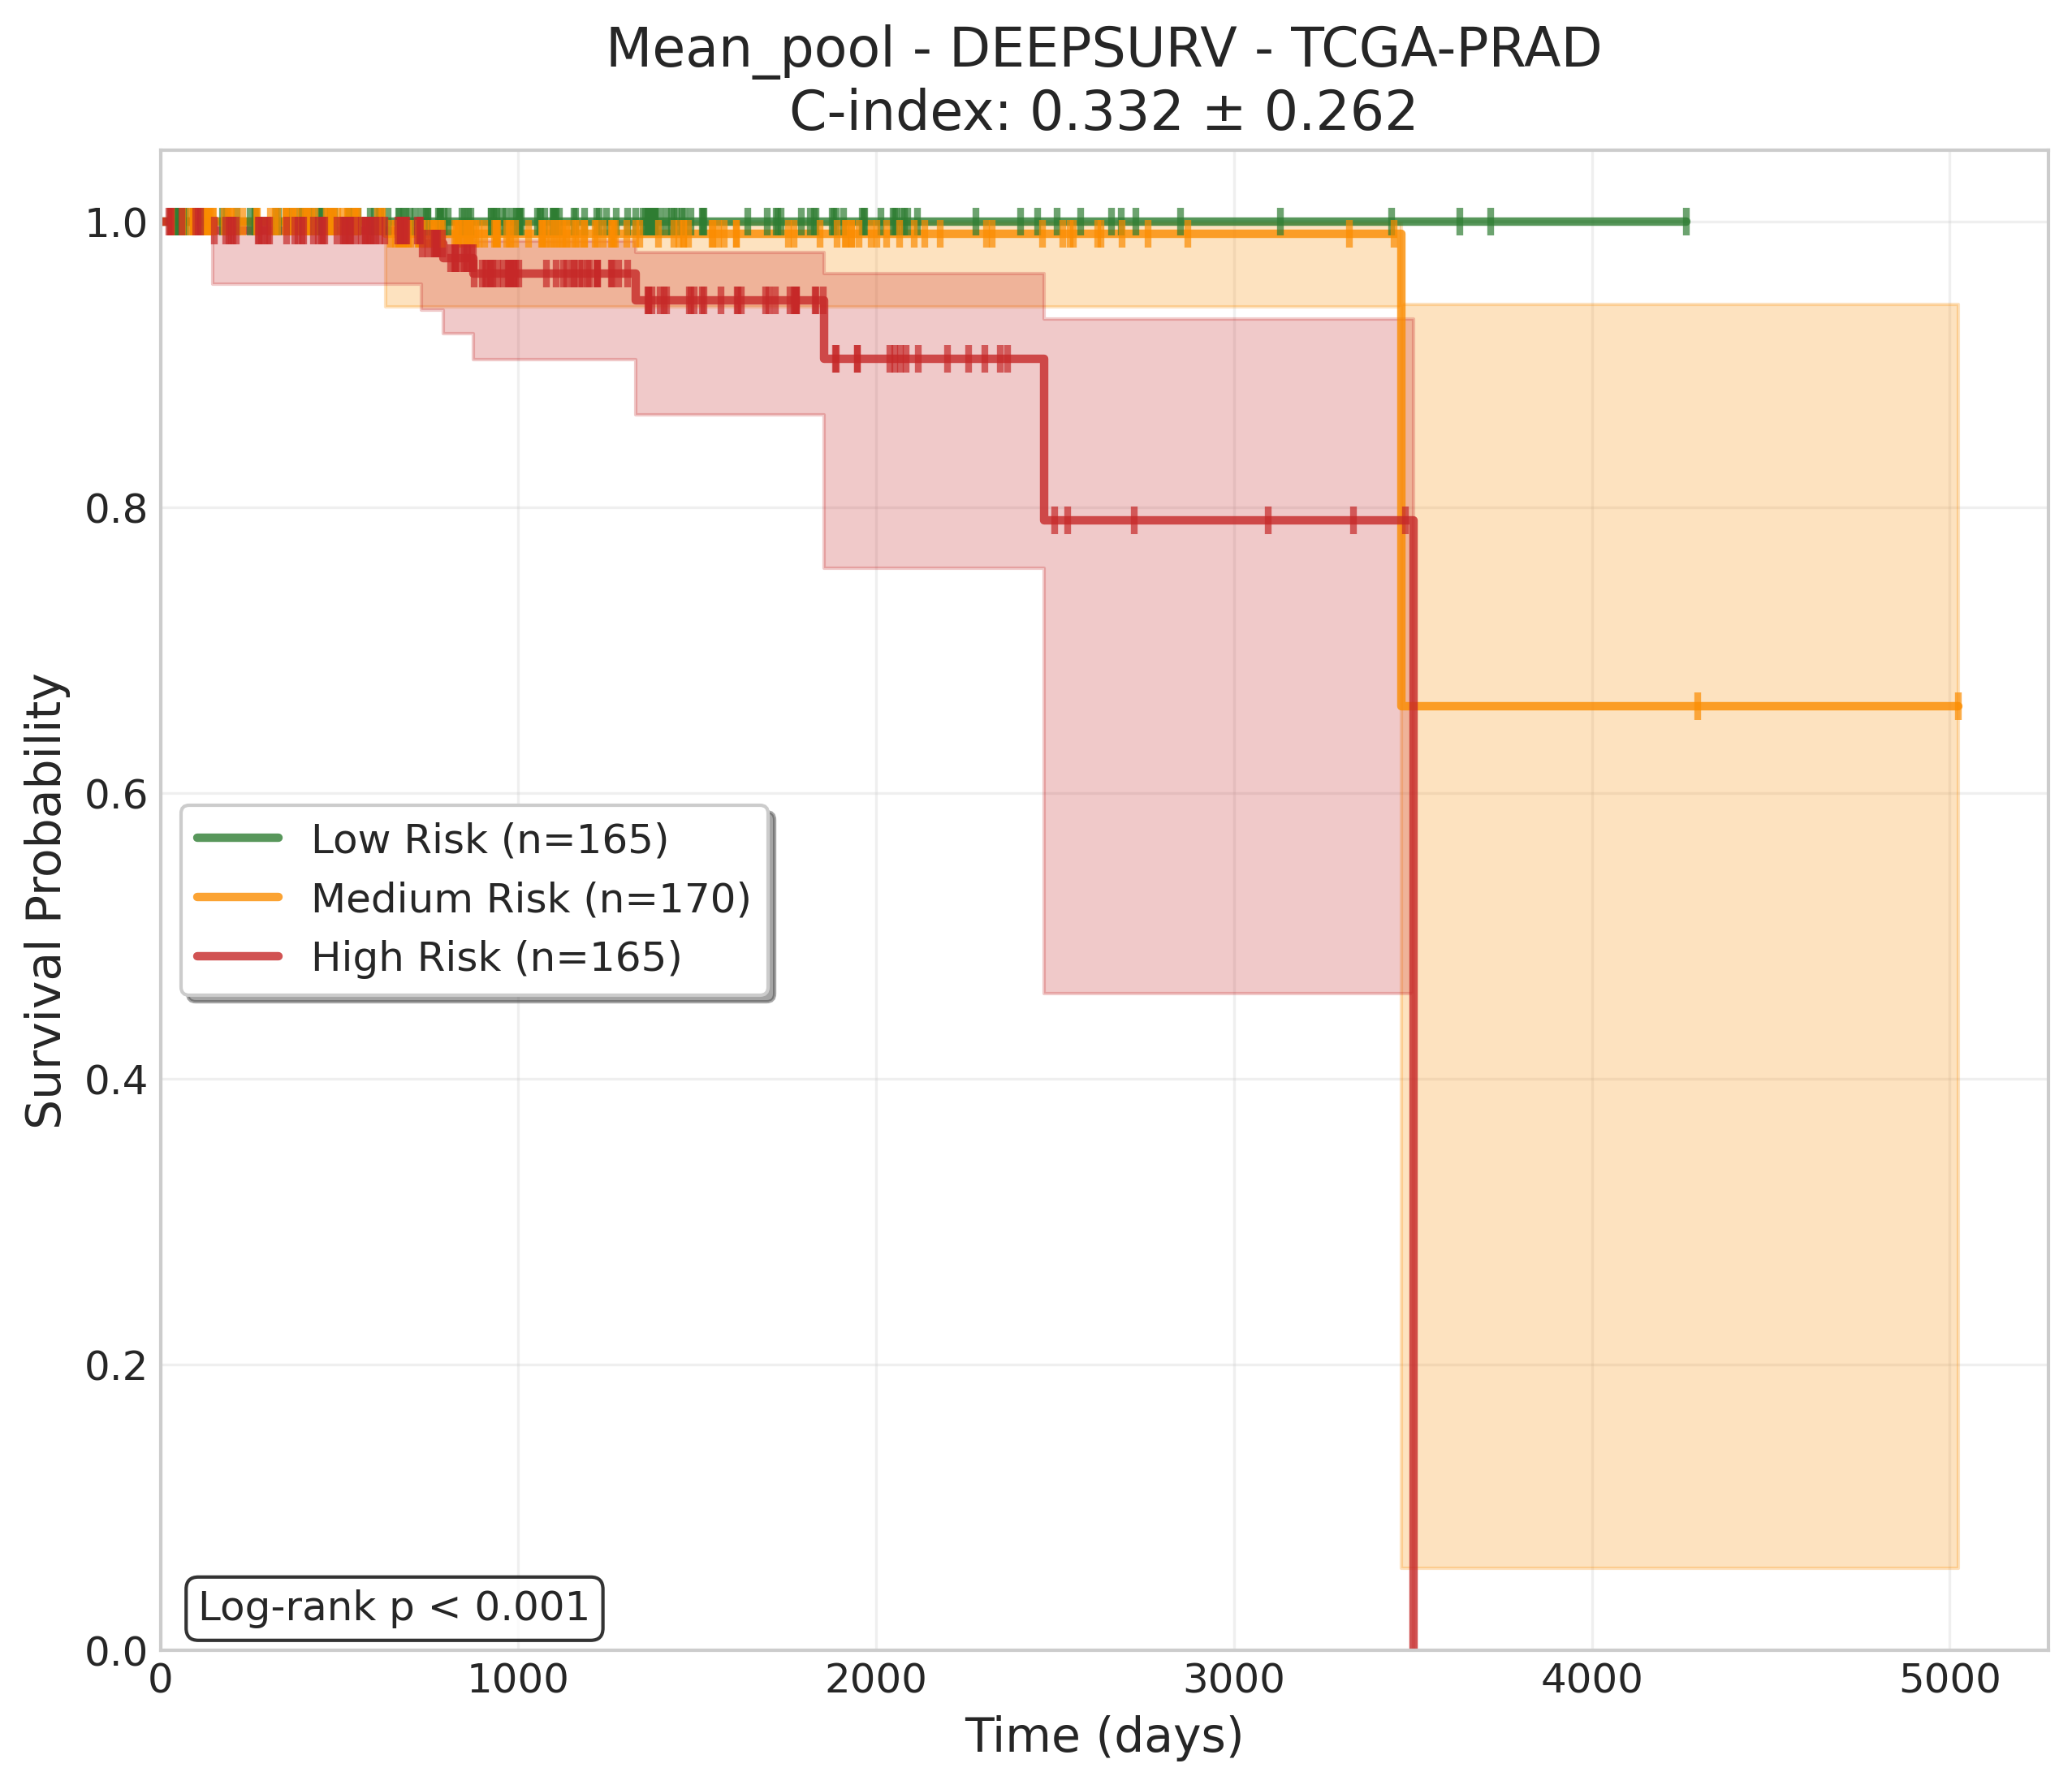 Mean_pool - DEEPSURV - TCGA-PRAD
C-index: 0.332 ± 0.262
Survival Probability
1.0
0.8
0.6
0.4
0.2
0.0
Low Risk (n=165)
Medium Risk (n=170)
High Risk (n=165)
Log-rank p < 0.001
0 1000 2000 3000 4000 5000
Time (days)